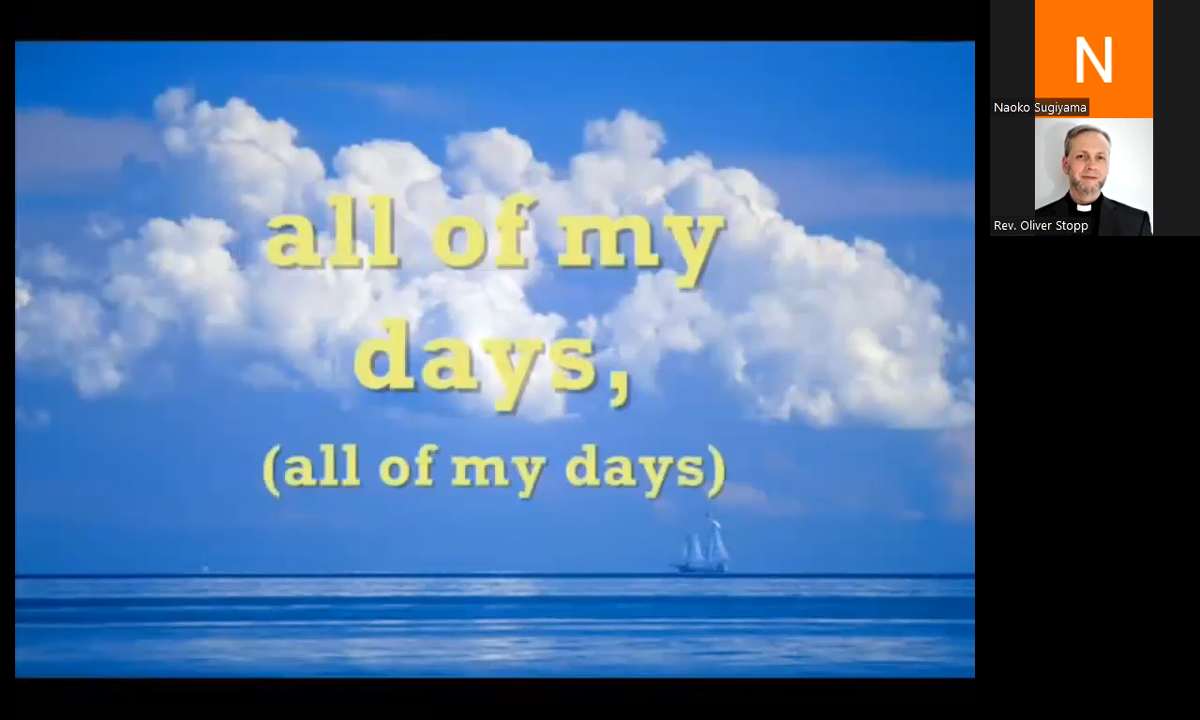 all of my
days,
(all of my days)
N
Naoko Sugiyama
Rev. Oliver Stopp